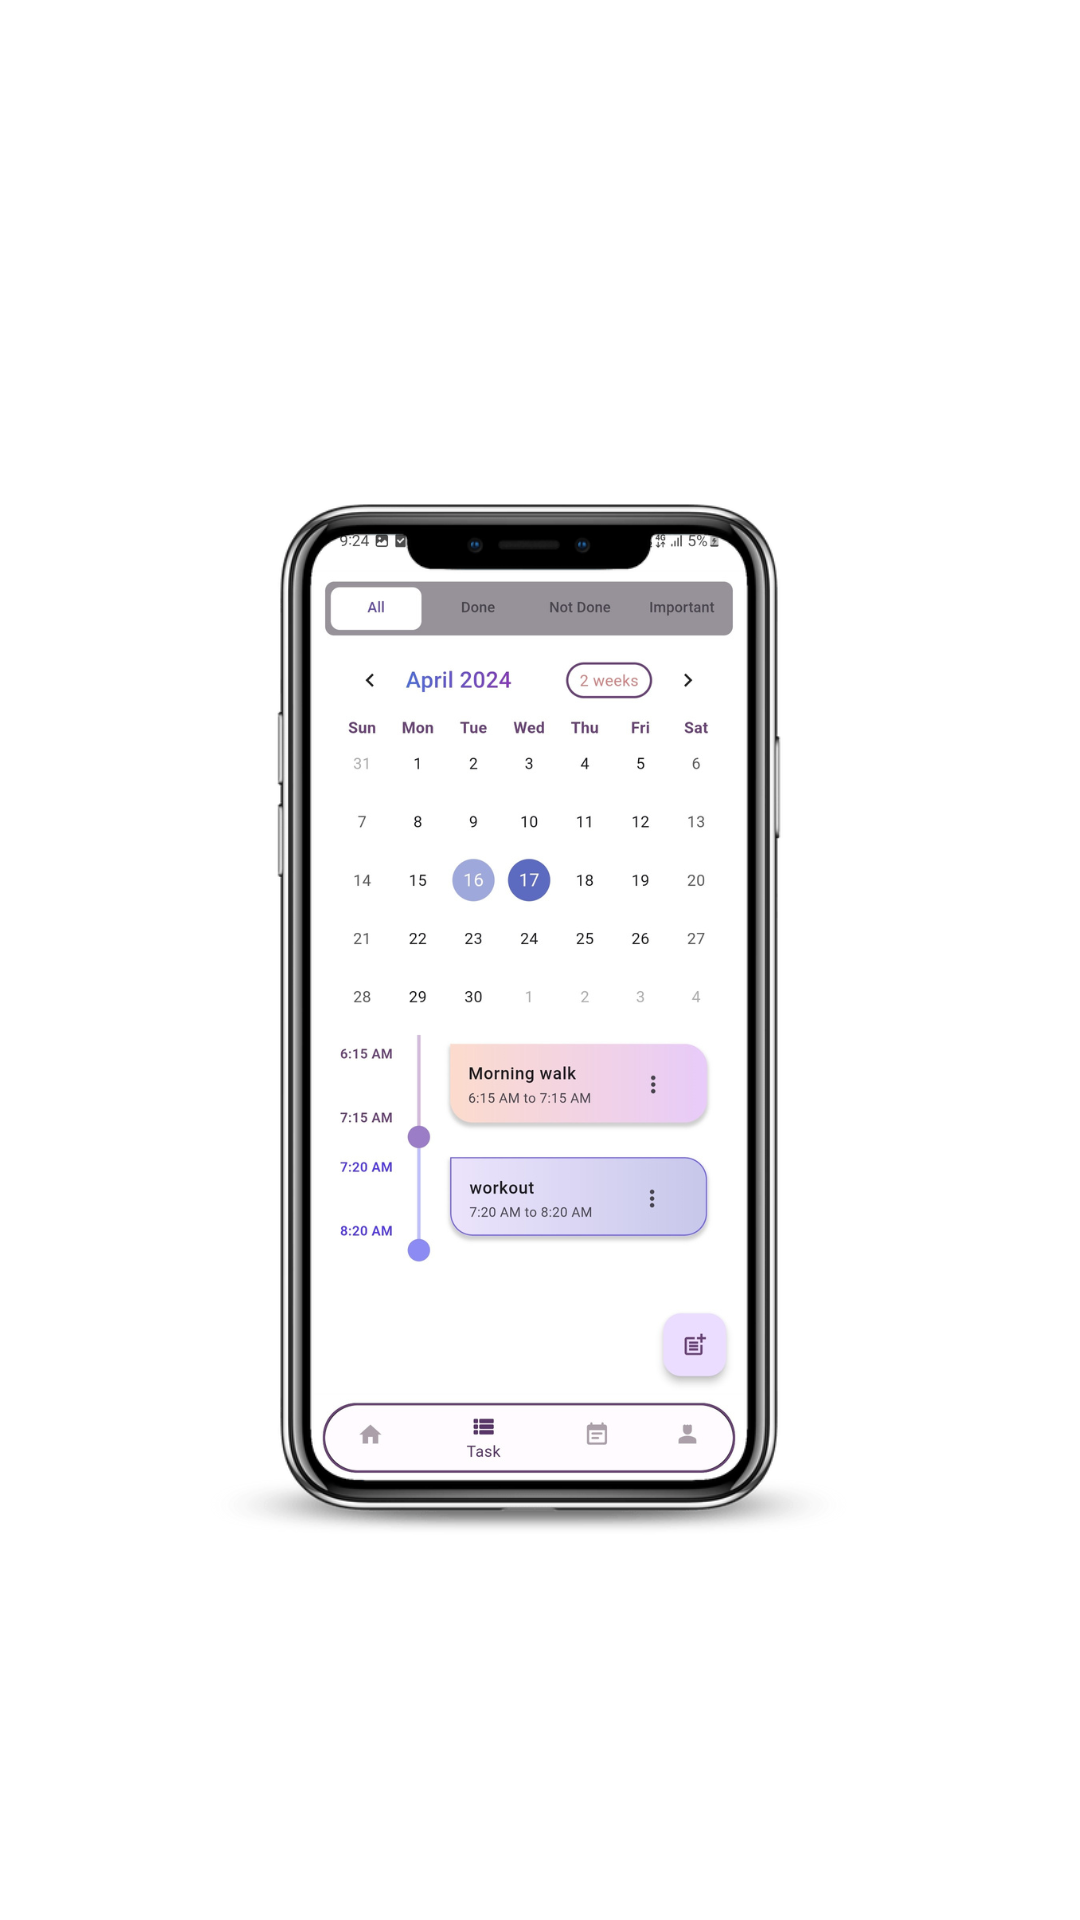 9:24 4G 5%
All Done Not Done Important
April 2024 2 weeks
Sun Mon Tue Wed Thu Fri Sat
31 1 2 3 4 5 6
7 8 9 10 11 12 13
14 15 16 17 18 19 20
21 22 23 24 25 26 27
28 29 30 1 2 3 4
6:15 AM
Morning walk
6:15 AM to 7:15 AM
7:15 AM
7:20 AM
workout
7:20 AM to 8:20 AM
8:20 AM
Task